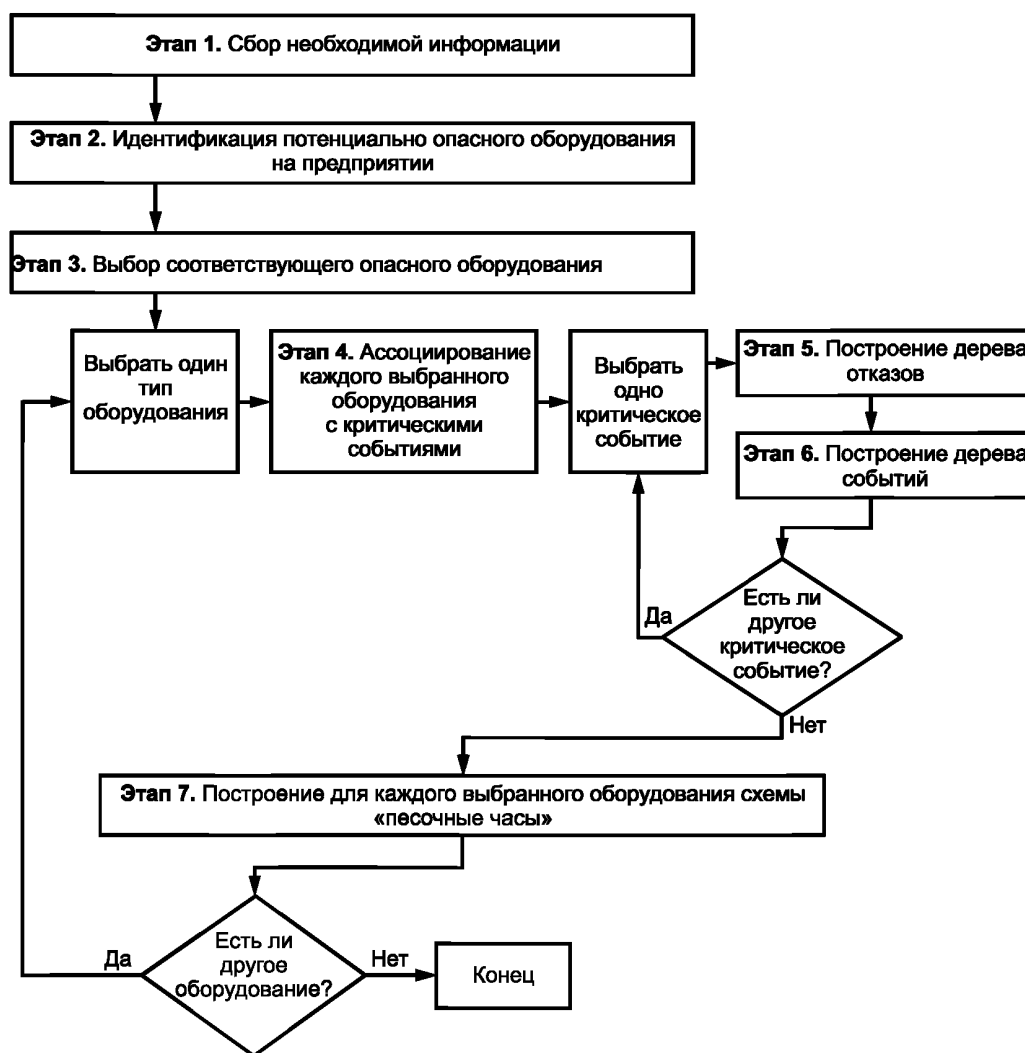 Этап 1. Сбор необходимой информации
Этап 2. Идентификация потенциально опасного оборудования
на предприятии
Этап 3. Выбор соответствующего опасного оборудования
Выбрать один
тип
оборудования
Этап 4. Ассоциирование
каждого выбранного
оборудования
с критическими
событиями
Выбрать
одно
критическое
событие
Этап 5. Построение дерева
отказов
Этап 6. Построение дерева
событий
Есть ли
другое
критическое
событие?
Да
Нет
Этап 7. Построение для каждого выбранного оборудования схемы
«песочные часы»
Есть ли
другое
оборудование?
Да
Нет
Конец